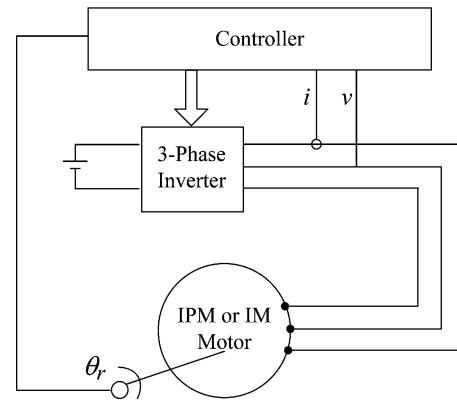 Controller
i
v
3-Phase
Inverter
IPM or IM
Motor
θr